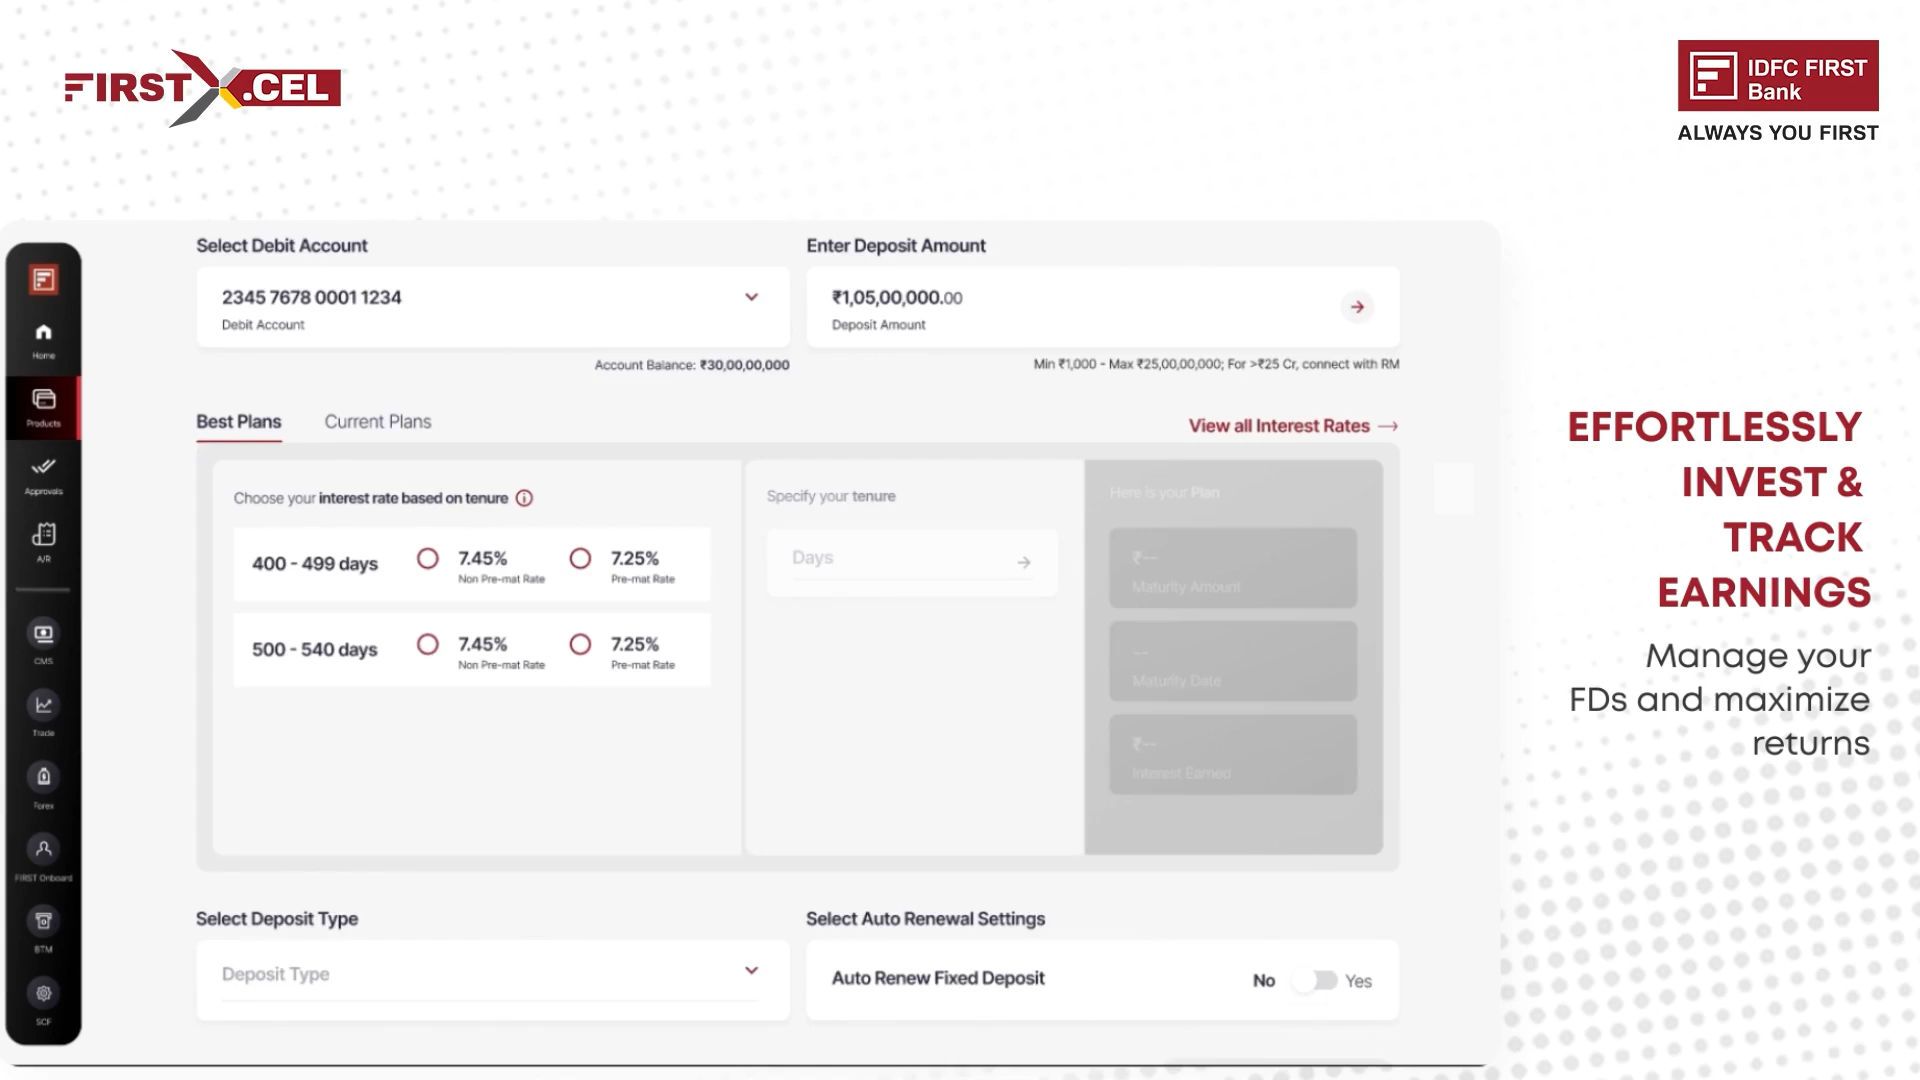 FIRSTX.CEL
IDFC FIRST
Bank
ALWAYS YOU FIRST
Home
Products
Approvals
A/R
CMS
Trade
Forex
FIRST Onboard
BTM
SCF
Select Debit Account
2345 7678 0001 1234
Debit Account
Account Balance: ₹30,00,00,000
Enter Deposit Amount
₹1,05,00,000.00
Deposit Amount
Min ₹1,000 - Max ₹25,00,00,000; For >₹25 Cr, connect with RM
Best Plans
Current Plans
View all Interest Rates
Choose your interest rate based on tenure
400 - 499 days
7.45%
Non Pre-mat Rate
7.25%
Pre-mat Rate
500 - 540 days
7.45%
Non Pre-mat Rate
7.25%
Pre-mat Rate
Specify your tenure
Days
Here is your Plan
₹--
Maturity Amount
--
Maturity Date
₹--
Interest Earned
Select Deposit Type
Deposit Type
Select Auto Renewal Settings
Auto Renew Fixed Deposit
No
Yes
EFFORTLESSLY
INVEST &
TRACK
EARNINGS
Manage your
FDs and maximize
returns